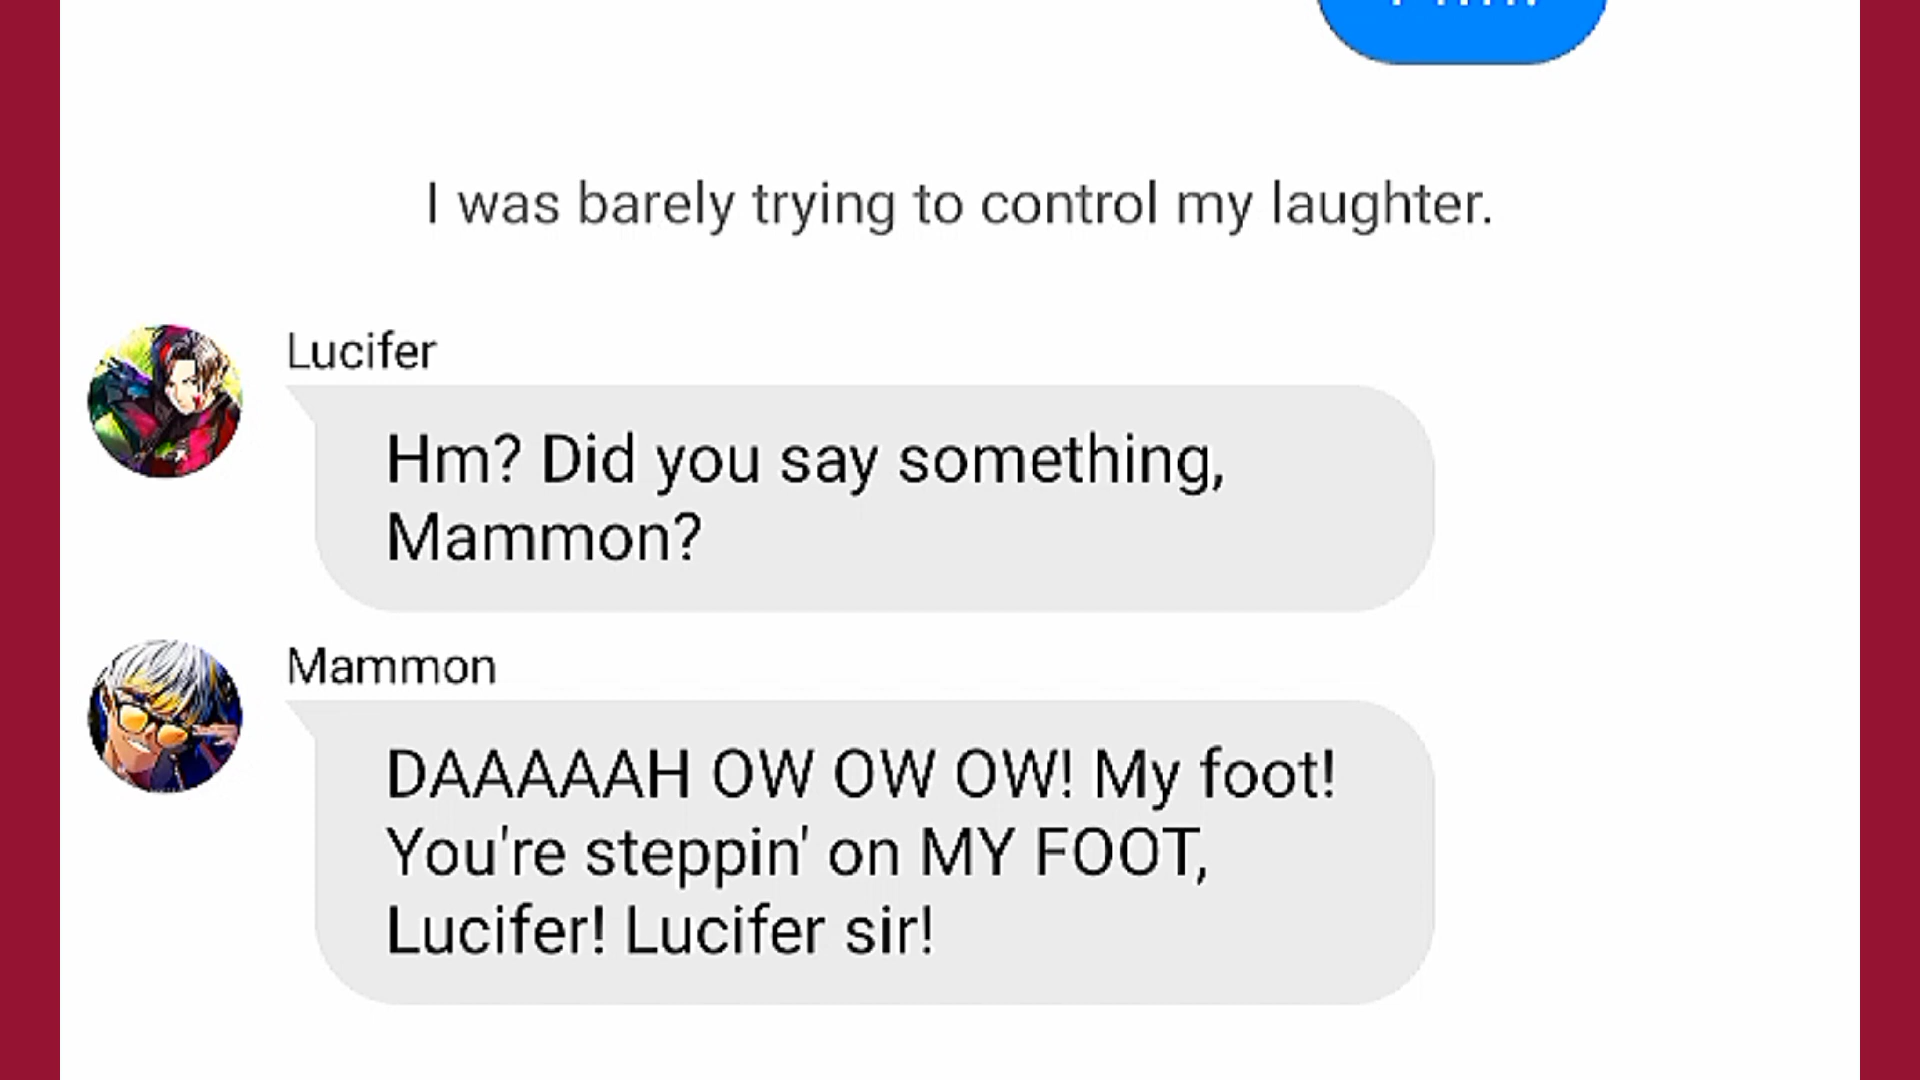 I was barely trying to control my laughter.
Lucifer
Hm? Did you say something,
Mammon?
Mammon
DAAAAAH OW OW OW! My foot!
You're steppin' on MY FOOT,
Lucifer! Lucifer sir!